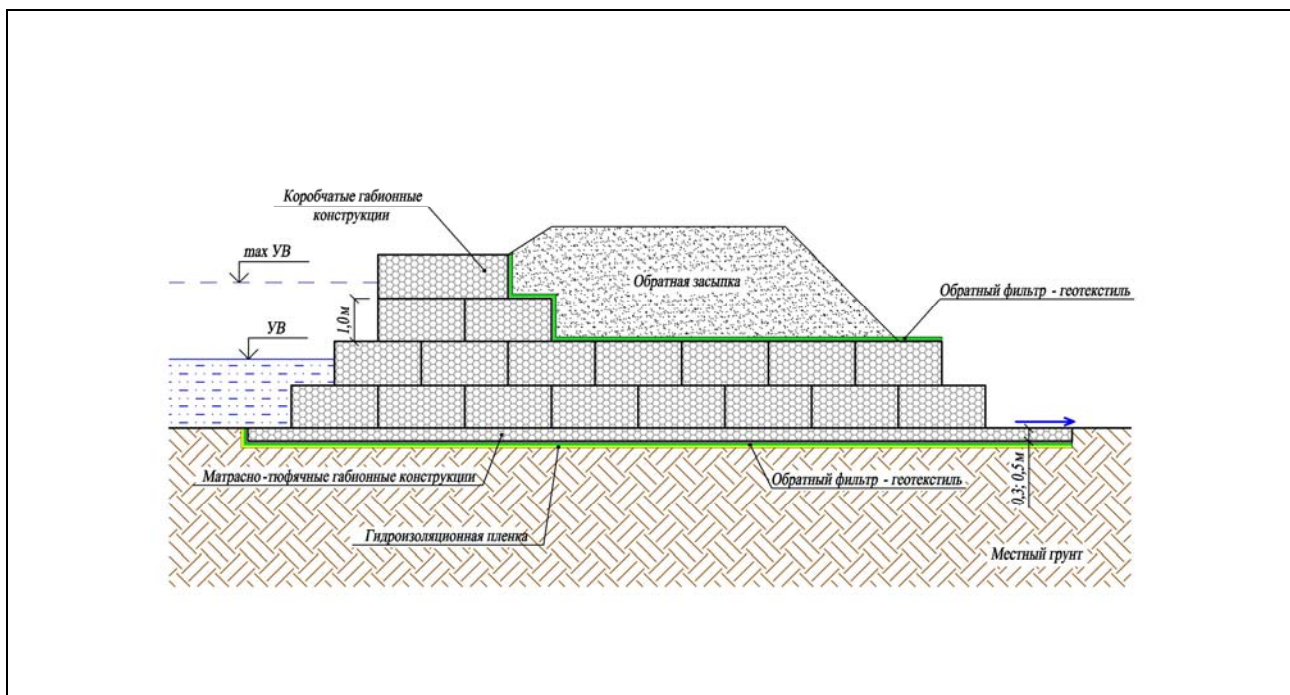 Коробчатые габионные
конструкции
max УВ
Обратная засыпка
Обратный фильтр - геотекстиль
1,0м
УВ
Матрасно-тюфячные габионные конструкции
Обратный фильтр - геотекстиль
0,3; 0,5м
Гидроизоляционная пленка
Местный грунт